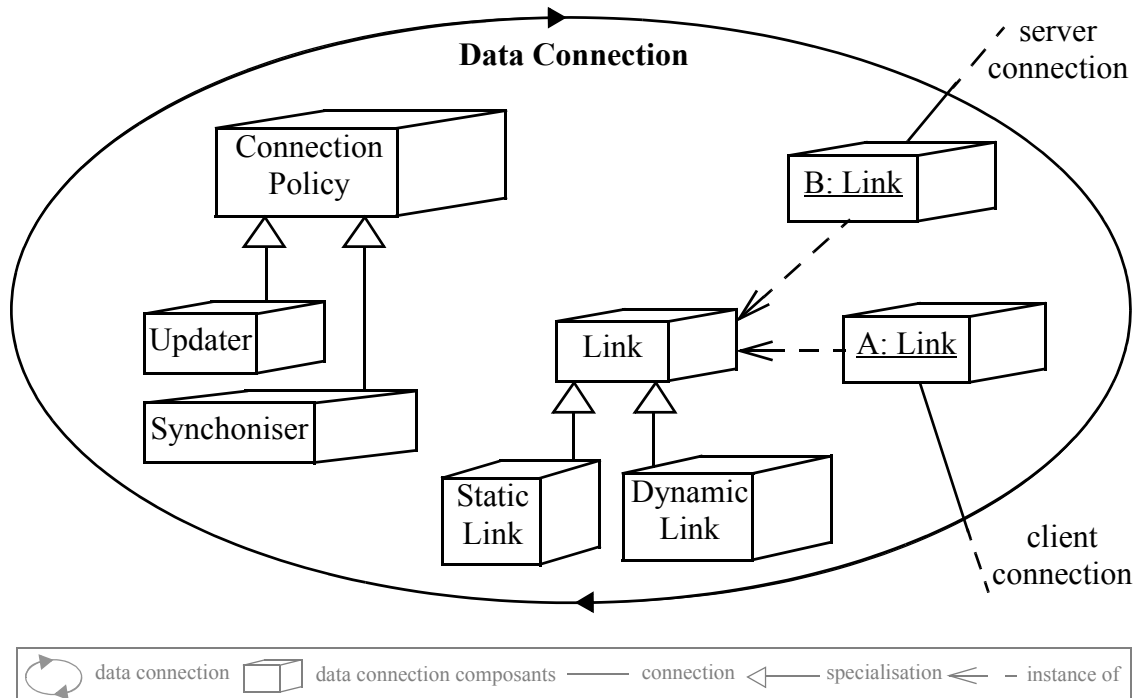 Data Connection
server
connection
Connection
Policy
B: Link
Updater
Link
A: Link
Synchoniser
Static
Link
Dynamic
Link
client
connection
data connection
data connection composants
connection
specialisation
instance of